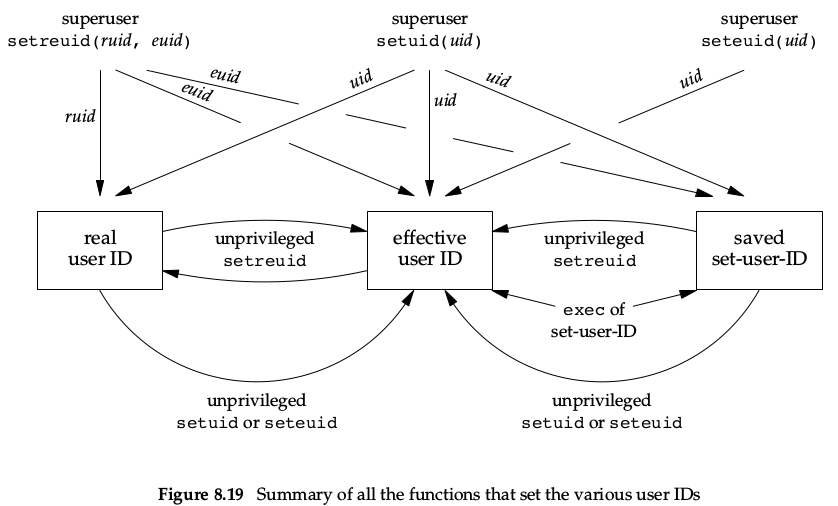 superuser
setreuid(ruid, euid)
superuser
setuid(uid)
superuser
seteuid(uid)
ruid
euid
euid
uid
uid
uid
uid
real
user ID
unprivileged
setreuid
effective
user ID
unprivileged
setreuid
saved
set-user-ID
exec of
set-user-ID
unprivileged
setuid or seteuid
unprivileged
setuid or seteuid
Figure 8.19 Summary of all the functions that set the various user IDs